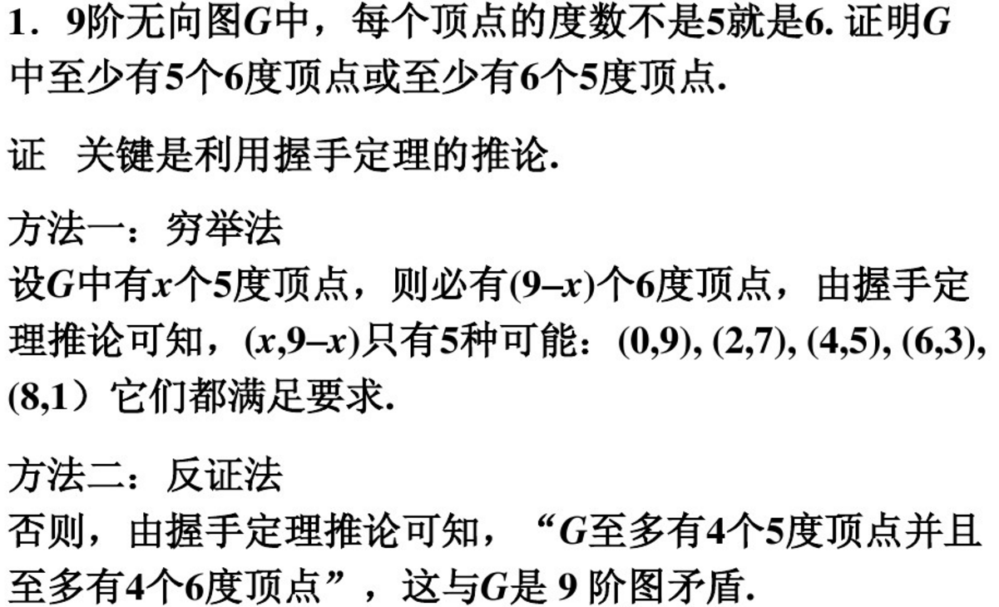 1. 9阶无向图G中，每个顶点的度数不是5就是6. 证明G
中至少有5个6度顶点或至少有6个5度顶点.
证 关键是利用握手定理的推论.
方法一：穷举法
设G中有x个5度顶点，则必有(9–x)个6度顶点，由握手定
理推论可知，(x,9–x)只有5种可能：(0,9), (2,7), (4,5), (6,3),
(8,1）它们都满足要求.
方法二：反证法
否则，由握手定理推论可知，“G至多有4个5度顶点并且
至多有4个6度顶点”，这与G是 9 阶图矛盾.